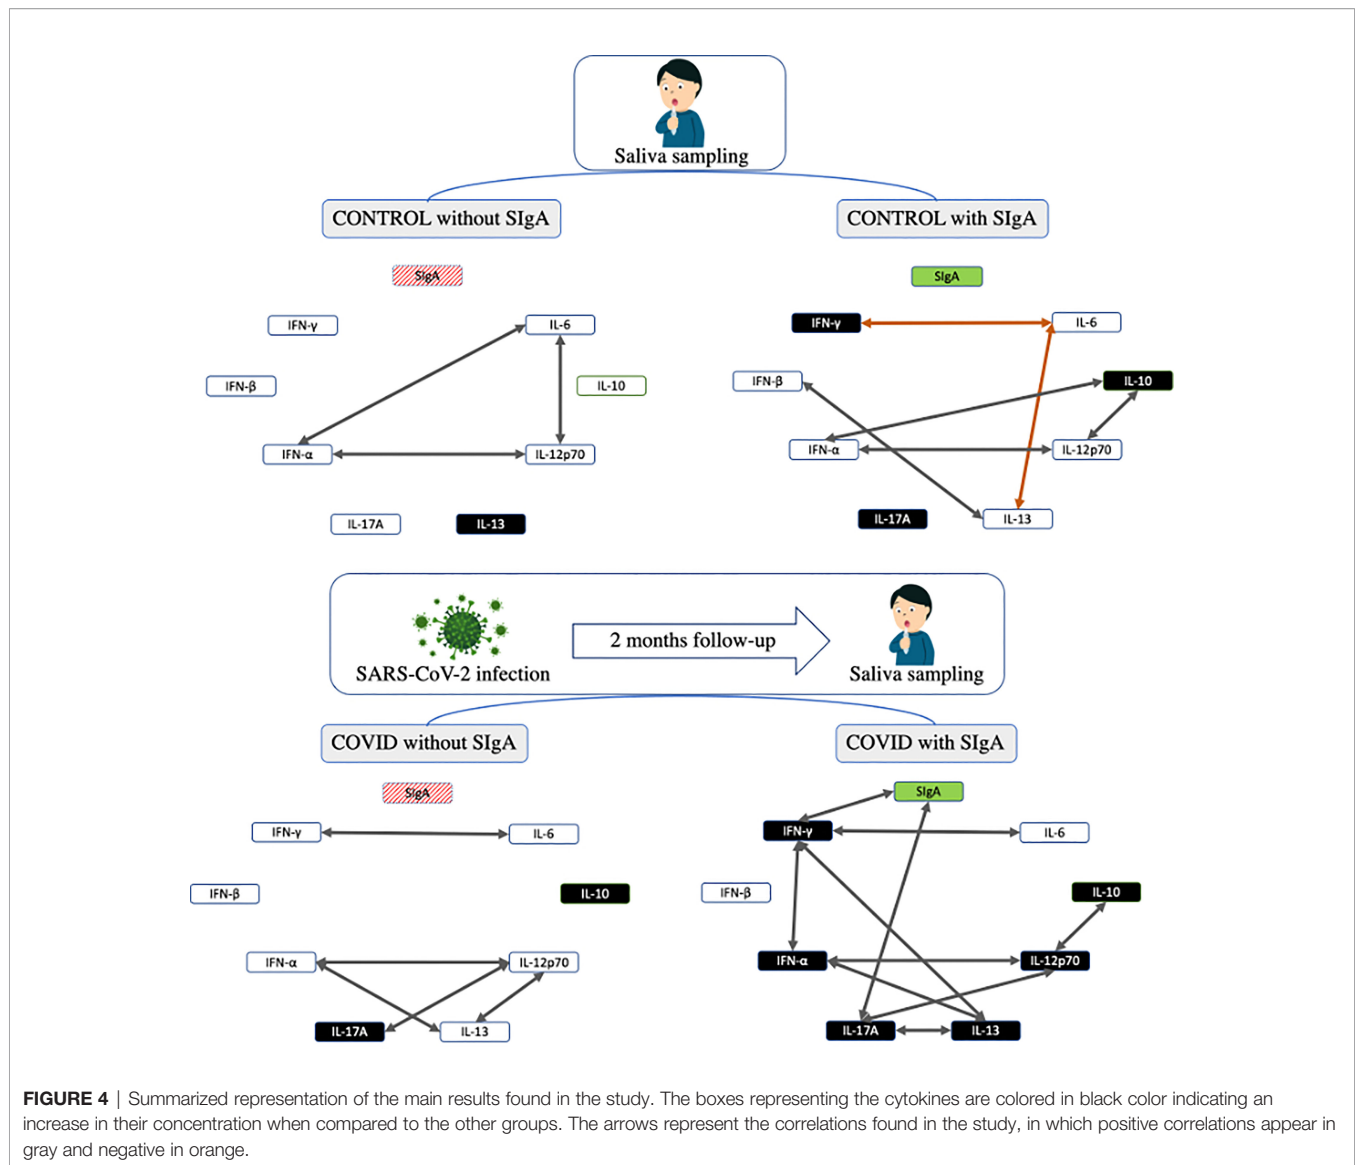 Saliva sampling
CONTROL without SIgA
CONTROL with SIgA
SIgA
SIgA
IFN-γ
IL-6
IFN-γ
IL-6
IFN-β
IL-10
IFN-β
IL-10
IFN-α
IL-12p70
IFN-α
IL-12p70
IL-17A
IL-13
IL-17A
IL-13
2 months follow-up
SARS-CoV-2 infection
Saliva sampling
COVID without SIgA
COVID with SIgA
SIgA
SIgA
IFN-γ
IL-6
IFN-γ
IL-6
IFN-β
IL-10
IFN-β
IL-10
IFN-α
IL-12p70
IFN-α
IL-12p70
IL-17A
IL-13
IL-17A
IL-13
FIGURE 4 | Summarized representation of the main results found in the study. The boxes representing the cytokines are colored in black color indicating an
increase in their concentration when compared to the other groups. The arrows represent the correlations found in the study, in which positive correlations appear in
gray and negative in orange.